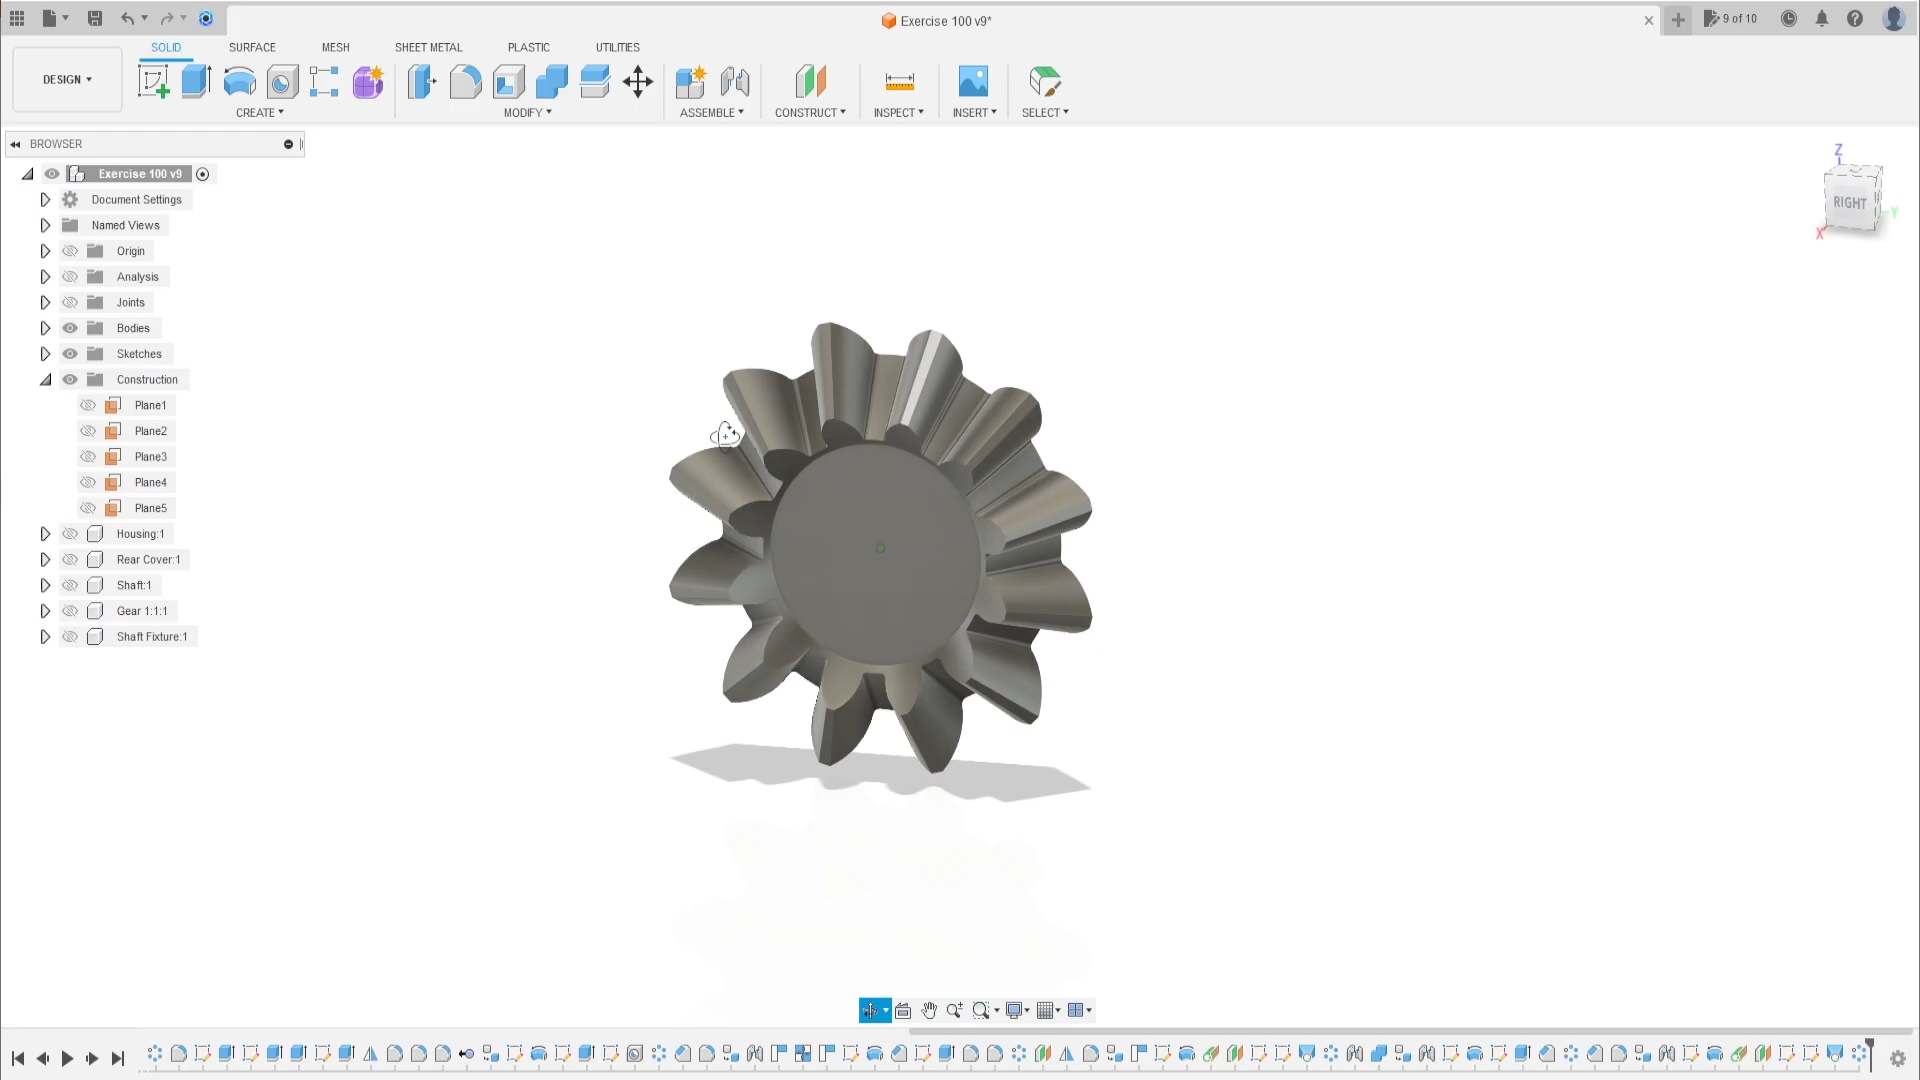 Exercise 100 v9*
9 of 10
SOLID SURFACE MESH SHEET METAL PLASTIC UTILITIES
DESIGN
CREATE MODIFY ASSEMBLE CONSTRUCT INSPECT INSERT SELECT
BROWSER
Exercise 100 v9
Document Settings
Named Views
Origin
Analysis
Joints
Bodies
Sketches
Construction
Plane1
Plane2
Plane3
Plane4
Plane5
Housing:1
Rear Cover:1
Shaft:1
Gear 1:1:1
Shaft Fixture:1
Z
RIGHT
Y
X